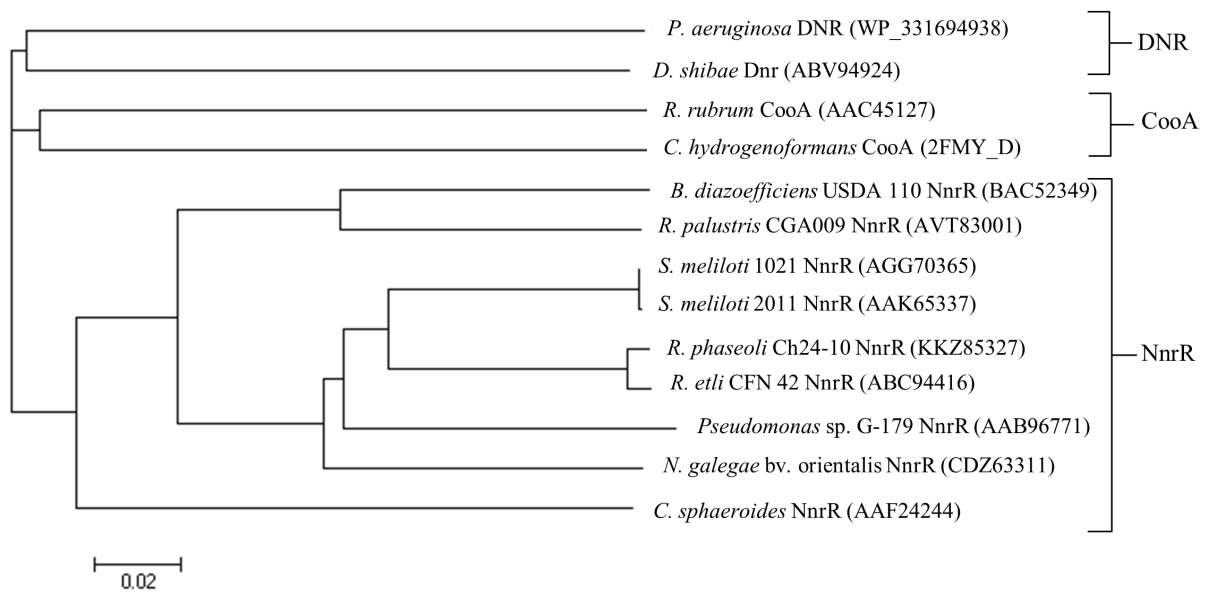 P. aeruginosa DNR (WP_331694938)
DNR
D. shibae Dnr (ABV94924)
R. rubrum CooA (AAC45127)
CooA
C. hydrogenoformans CooA (2FMY_D)
B. diazoefficiens USDA 110 NnrR (BAC52349)
R. palustris CGA009 NnrR (AVT83001)
S. meliloti 1021 NnrR (AGG70365)
S. meliloti 2011 NnrR (AAK65337)
R. phaseoli Ch24-10 NnrR (KKZ85327)
NnrR
R. etli CFN 42 NnrR (ABC94416)
Pseudomonas sp. G-179 NnrR (AAB96771)
N. galegae bv. orientalis NnrR (CDZ63311)
C. sphaeroides NnrR (AAF24244)
0.02